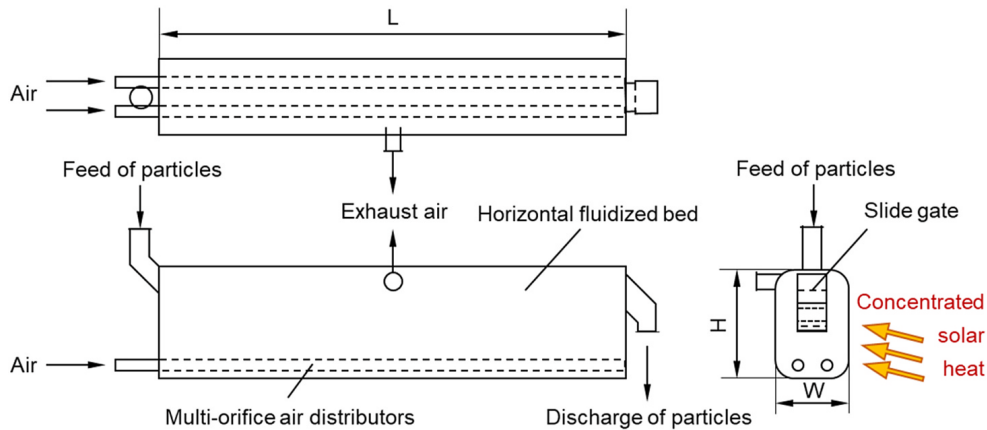 L
Air
Feed of particles
Exhaust air
Horizontal fluidized bed
Feed of particles
Slide gate
Concentrated
solar
heat
H
Air
W
Multi-orifice air distributors
Discharge of particles